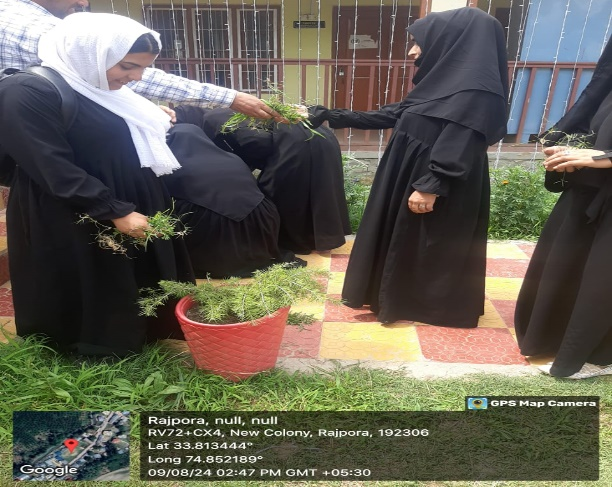 GPS Map Camera
Rajpora, null, null
RV72+CX4, New Colony, Rajpora, 192306
Lat 33.813444°
Long 74.852189°
09/08/24 02:47 PM GMT +05:30
Google